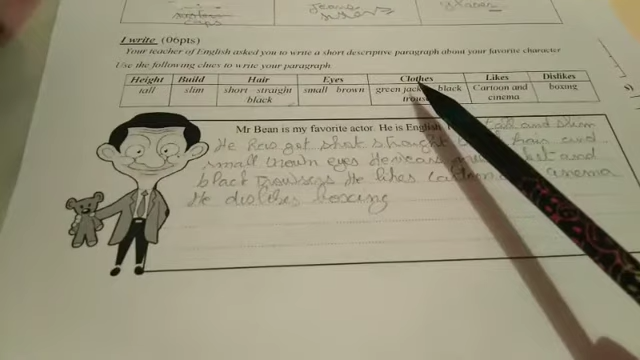 caps
jeans
I write (06pts)
Your teacher of English asked you to write a short descriptive paragraph about your favorite character
Use the following clues to write your paragraph.
Height Build Hair Eyes Clothes Likes Dislikes
tall slim short straight small brown green black Cartoon and boxing
black cinema
Mr Bean is my favorite actor. He is English tall and slim
He Has got short straight hair and
small brown eyes He wears and
black Trousers He likes cinema
He dislikes boxing